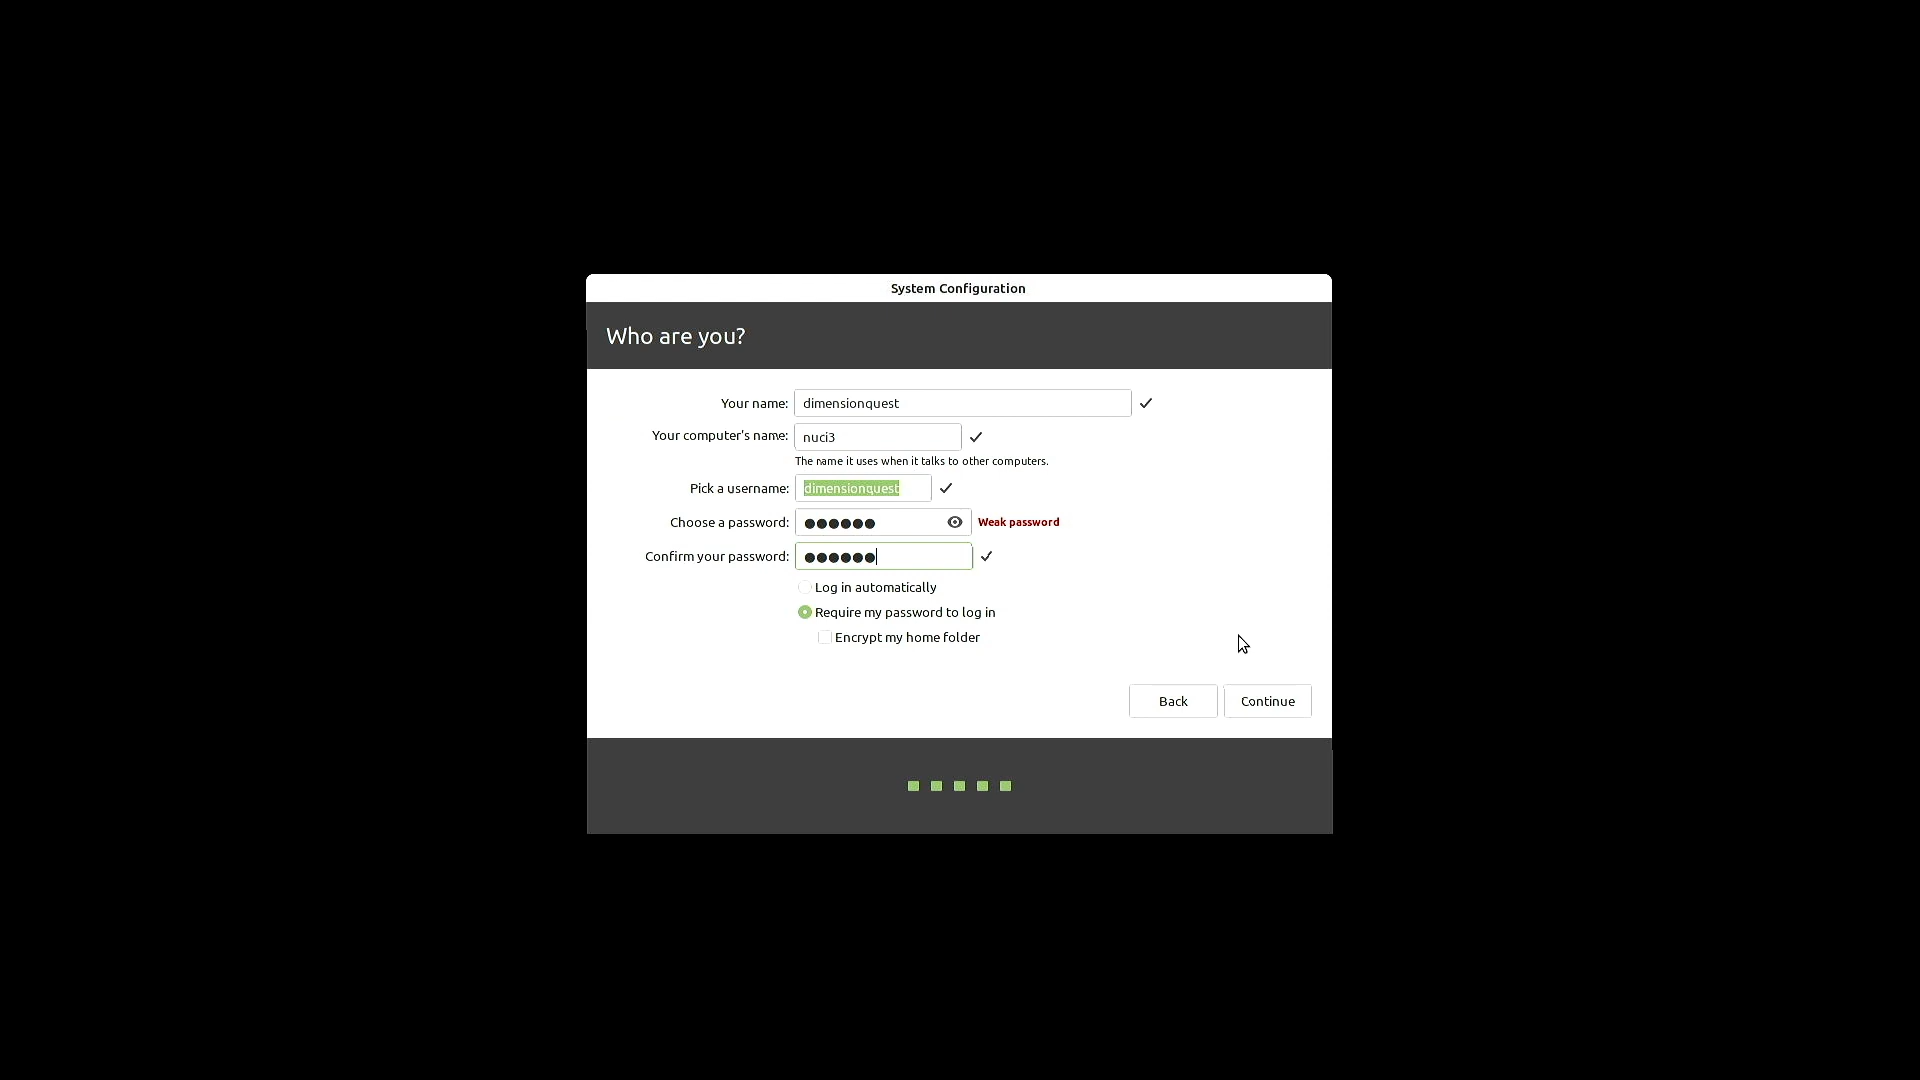 System Configuration
Who are you?
Your name: dimensionquest
Your computer's name: nuci3
The name it uses when it talks to other computers.
Pick a username: dimensionquest
Choose a password: ●●●●●● Weak password
Confirm your password: ●●●●●●
Log in automatically
Require my password to log in
Encrypt my home folder
Back Continue